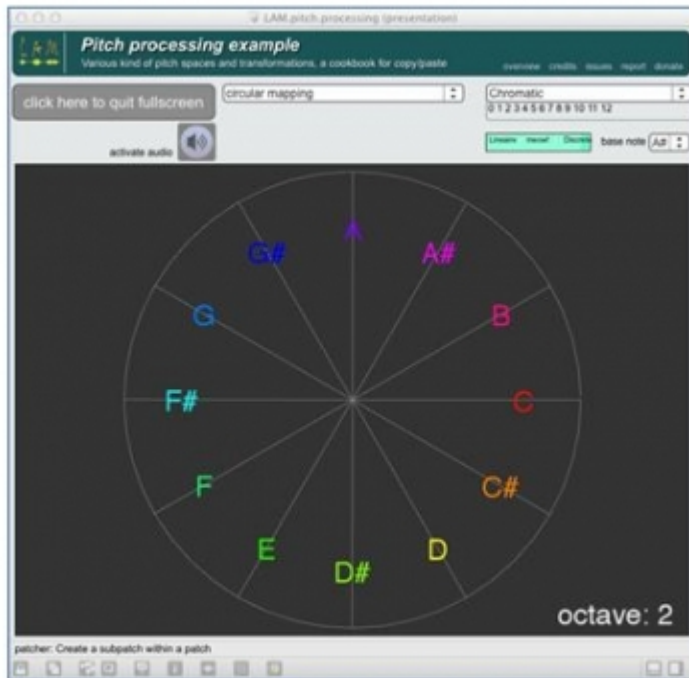 LAM.pitch.processing (presentation)
LAM
Pitch processing example
Various kind of pitch spaces and transformations, a cookbook for copy/paste
overview credits issues report donate
click here to quit fullscreen
circular mapping
Chromatic
0 1 2 3 4 5 6 7 8 9 10 11 12
activate audio
base note A#
A
G#
A#
G
B
F#
C
F
C#
E
D
D#
octave: 2
patcher: Create a subpatch within a patch